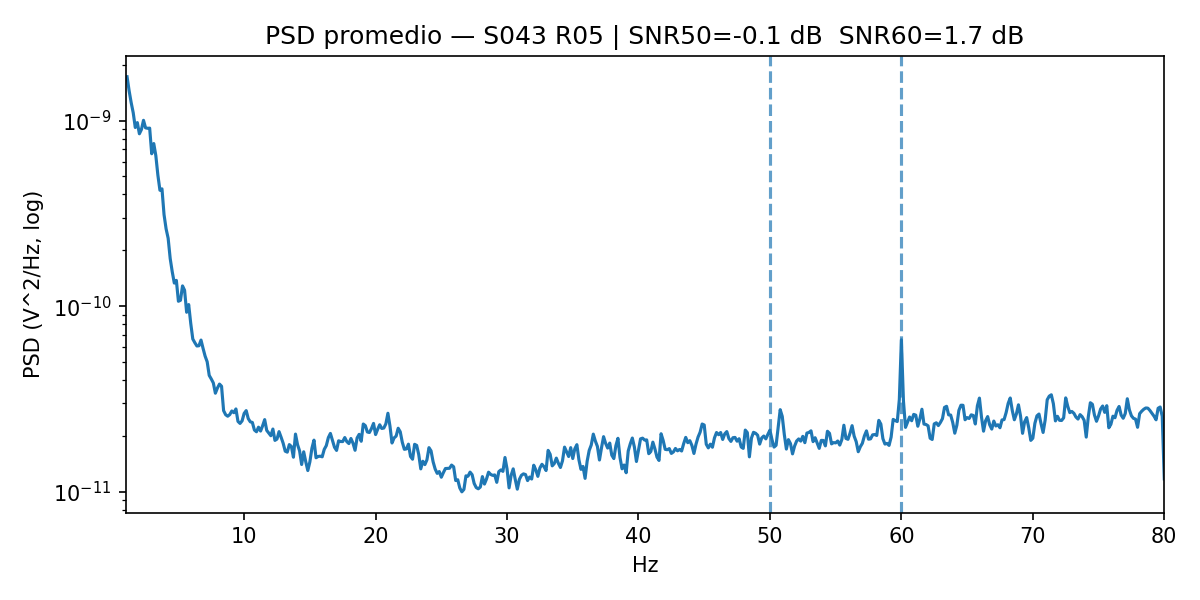 PSD promedio — S043 R05 | SNR50=-0.1 dB  SNR60=1.7 dB
PSD (V^2/Hz, log)
10⁻⁹
10⁻¹⁰
10⁻¹¹
10 20 30 40 50 60 70 80
Hz